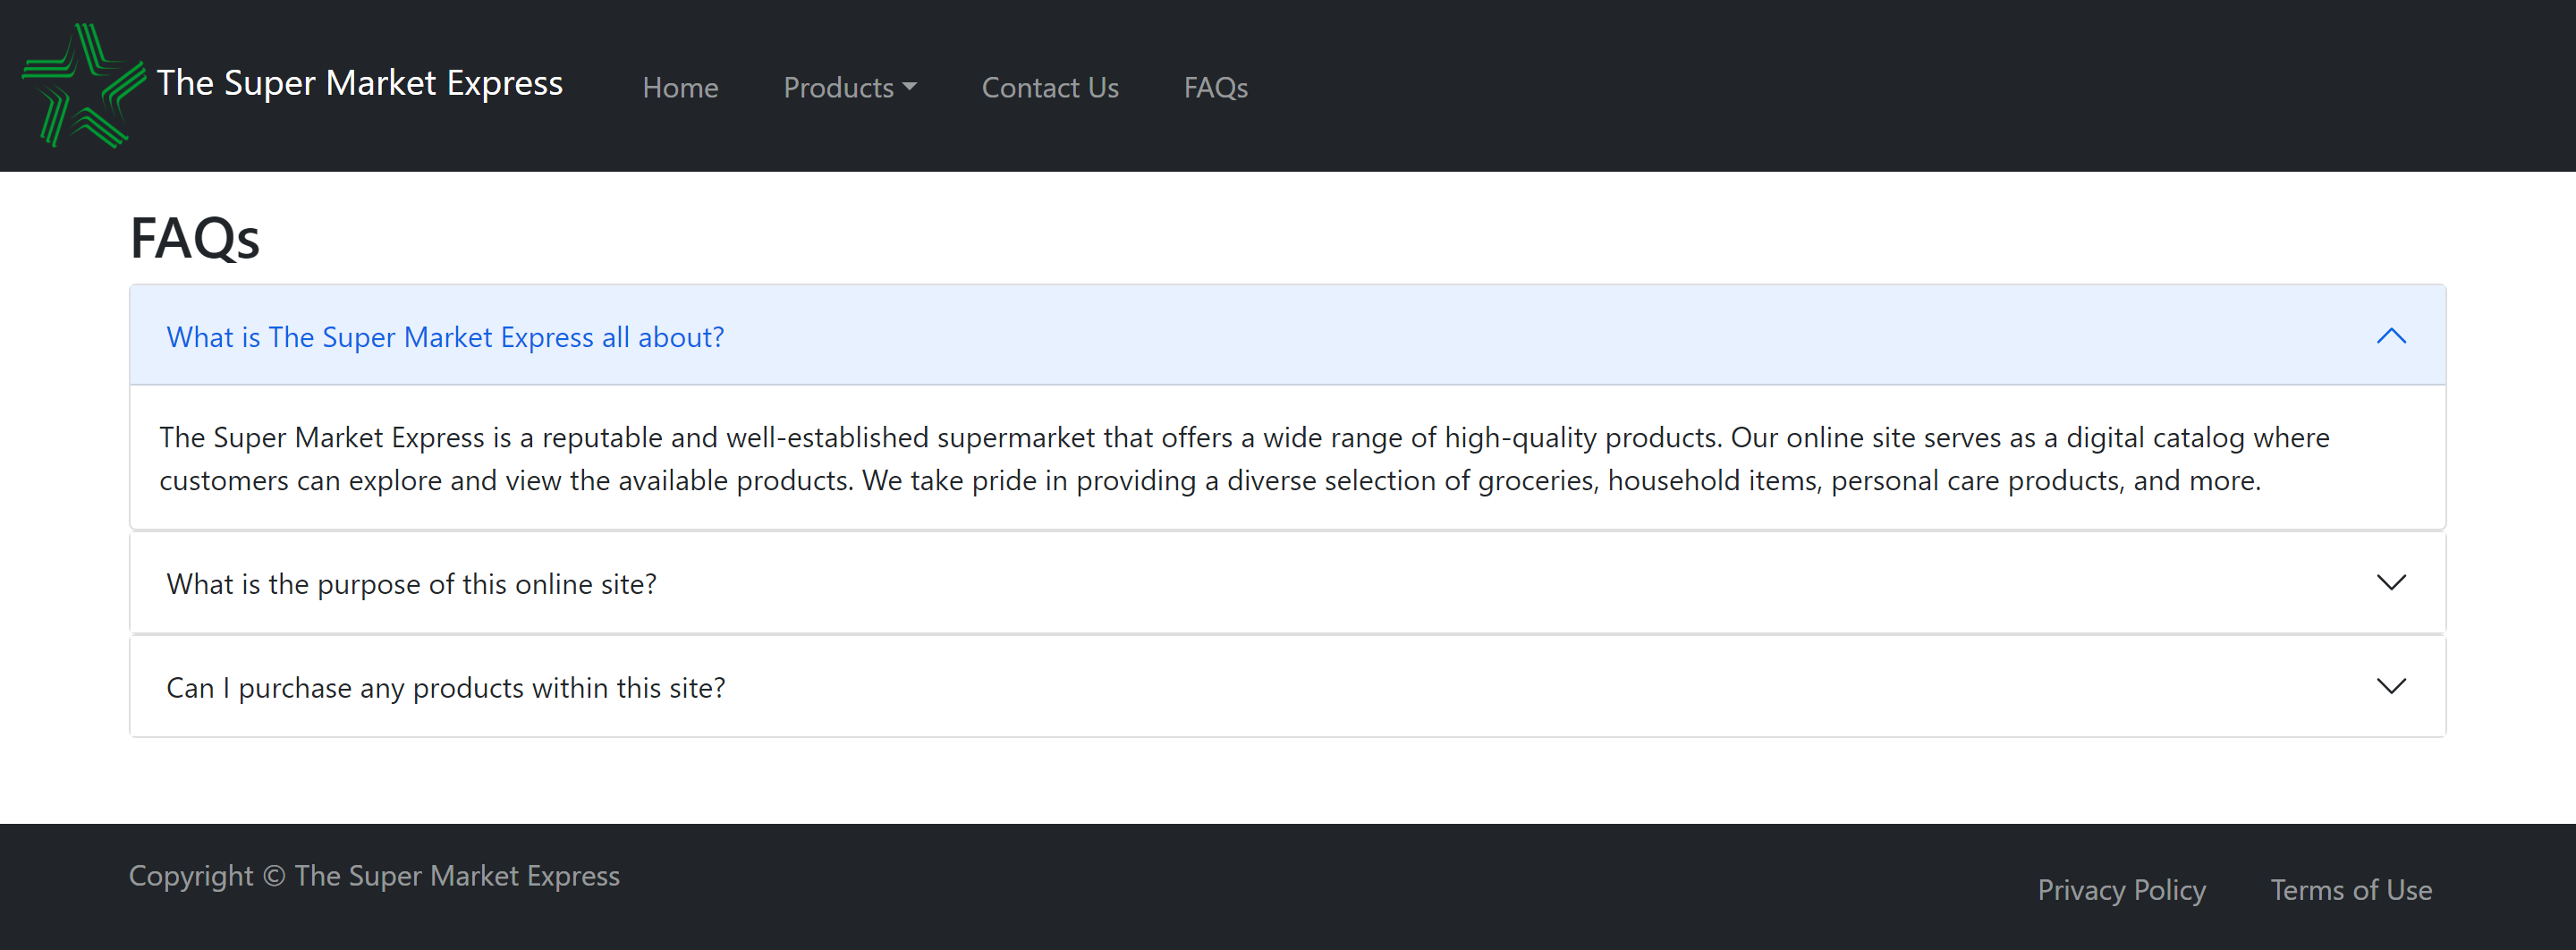 The Super Market Express
Home
Products
Contact Us
FAQs
FAQs
What is The Super Market Express all about?
The Super Market Express is a reputable and well-established supermarket that offers a wide range of high-quality products. Our online site serves as a digital catalog where
customers can explore and view the available products. We take pride in providing a diverse selection of groceries, household items, personal care products, and more.
What is the purpose of this online site?
Can I purchase any products within this site?
Copyright © The Super Market Express
Privacy Policy
Terms of Use